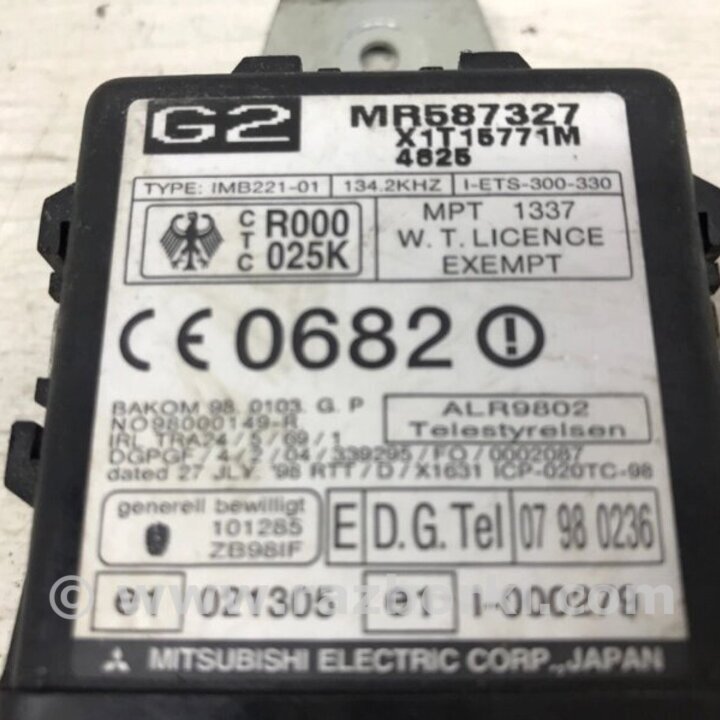 G2 MR587327
X1T15771M
4625
TYPE: IMB221-01 134.2KHZ I-ETS-300-330
CTC R000 025K
MPT 1337
W. T. LICENCE
EXEMPT
CE 0682
BAKOM 98. 0103. G. P
NO98000149-R
IRL TRA24 / 5 / 69 / 1
ALR9802
Telestyrelsen
DGPGF / 4 / 2 / 04 / 339295 / FO / 0002087
dated 27 JLY '98 RTT / D / X1631 ICP-020TC-98
generell bewilligt
101285
ZB98IF
E D.G.Tel 07 98 0236
e1 021305 e1
MITSUBISHI ELECTRIC CORP.,JAPAN